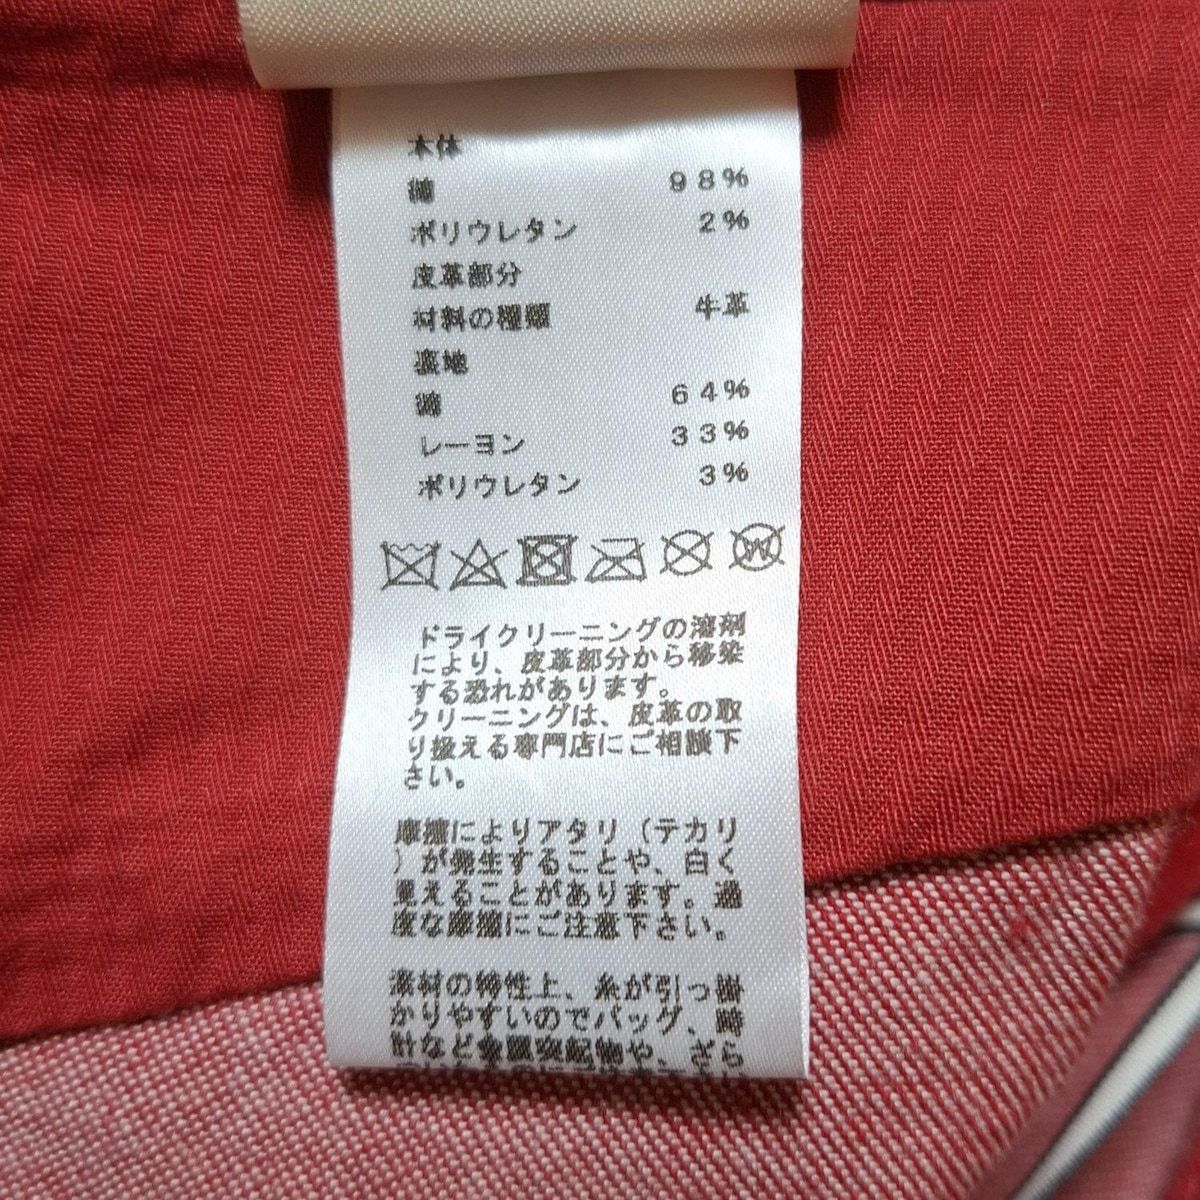 本体
綿 98%
ポリウレタン 2%
皮革部分
材料の種類 牛革
裏地
綿 64%
レーヨン 33%
ポリウレタン 3%
W
ドライクリーニングの溶剤
により、皮革部分から移染
する恐れがあります。
クリーニングは、皮革の取
り扱える専門店にご相談下
さい。
摩擦によりアタリ(テカリ
)が発生することや、白く
見えることがあります。過
度な摩擦にご注意下さい。
素材の特性上、糸が引っ掛
かりやすいのでバッグ、時
計など金属突起物や、ざら